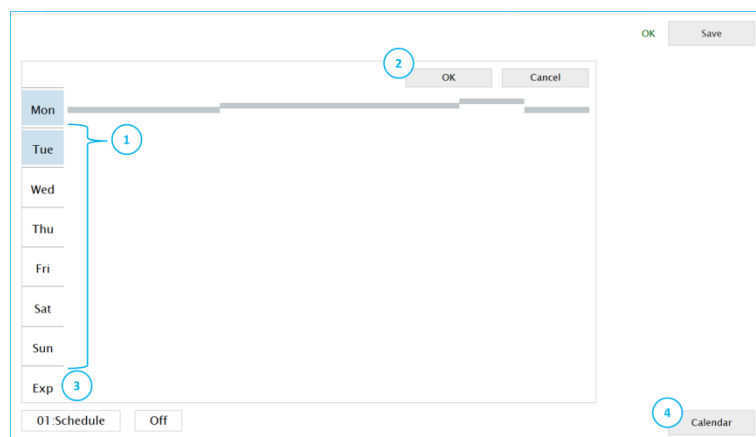 OK Save
2
OK Cancel
Mon
1
Tue
Wed
Thu
Fri
Sat
Sun
Exp 3
01:Schedule Off
4
Calendar